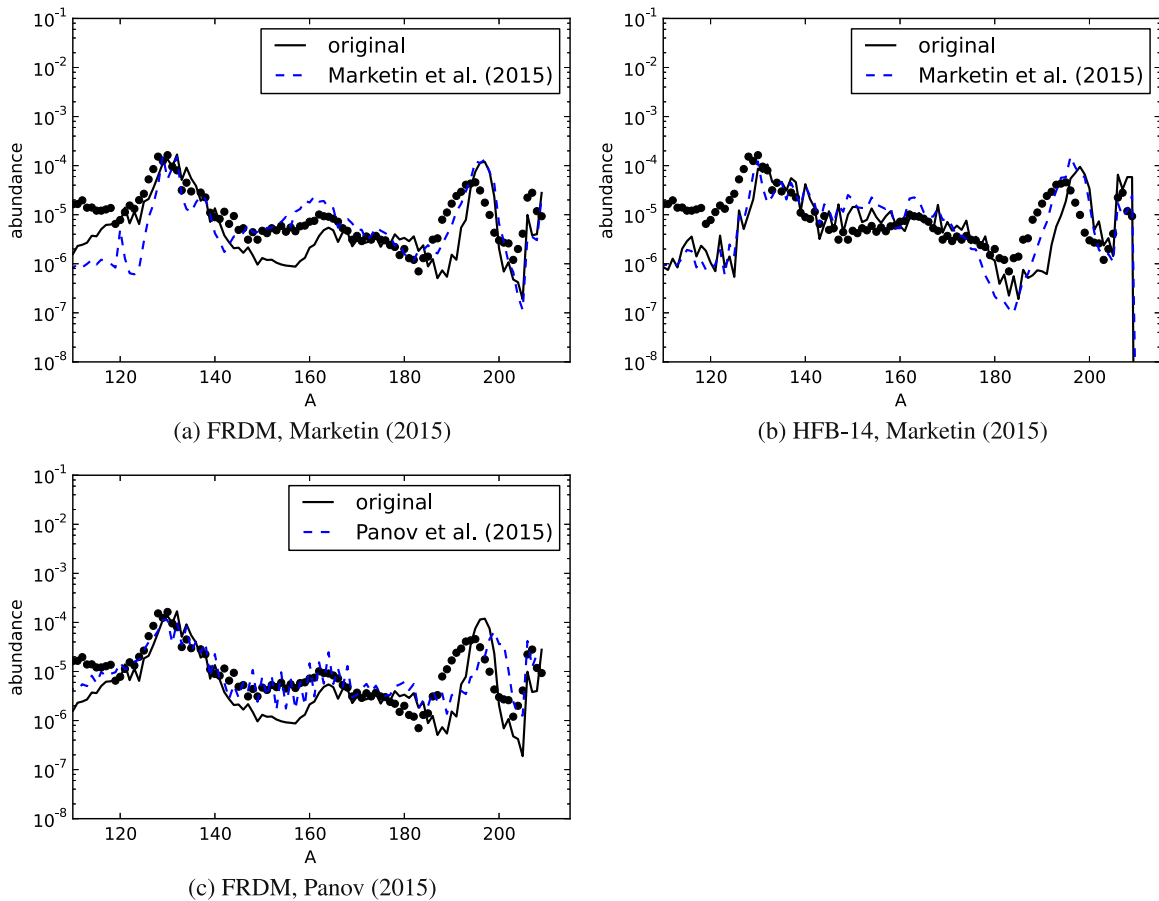 10^-1
10^-2
10^-3
10^-4
10^-5
10^-6
10^-7
10^-8
abundance
original
Marketin et al. (2015)
120 140 160 180 200
A
(a) FRDM, Marketin (2015)
10^-1
10^-2
10^-3
10^-4
10^-5
10^-6
10^-7
10^-8
abundance
original
Marketin et al. (2015)
120 140 160 180 200
A
(b) HFB-14, Marketin (2015)
10^-1
10^-2
10^-3
10^-4
10^-5
10^-6
10^-7
10^-8
abundance
original
Panov et al. (2015)
120 140 160 180 200
A
(c) FRDM, Panov (2015)